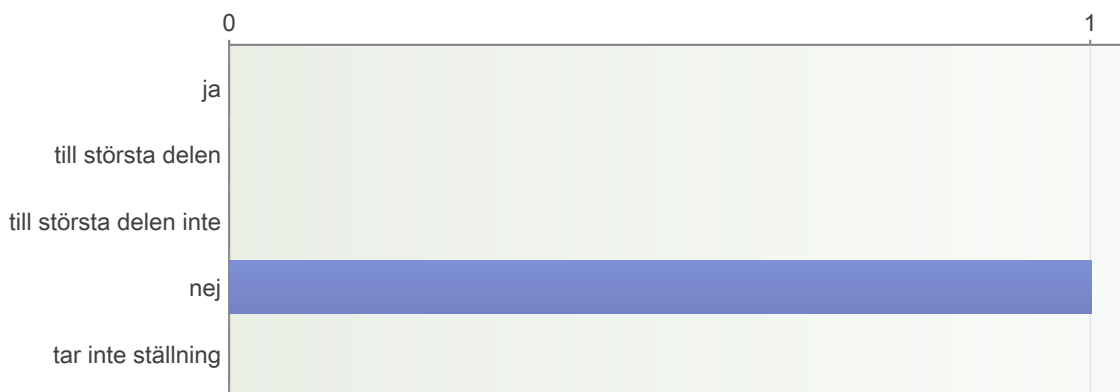 0 1
ja
till största delen
till största delen inte
nej
tar inte ställning